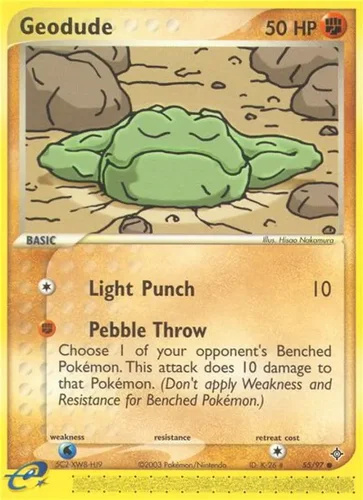 Geodude 50 HP
BASIC
Illus. Hisao Nakamura
Light Punch 10
Pebble Throw
Choose 1 of your opponent's Benched
Pokémon. This attack does 10 damage to
that Pokémon. (Don't apply Weakness and
Resistance for Benched Pokémon.)
weakness resistance retreat cost
©2003 Pokémon/Nintendo
55/97
e